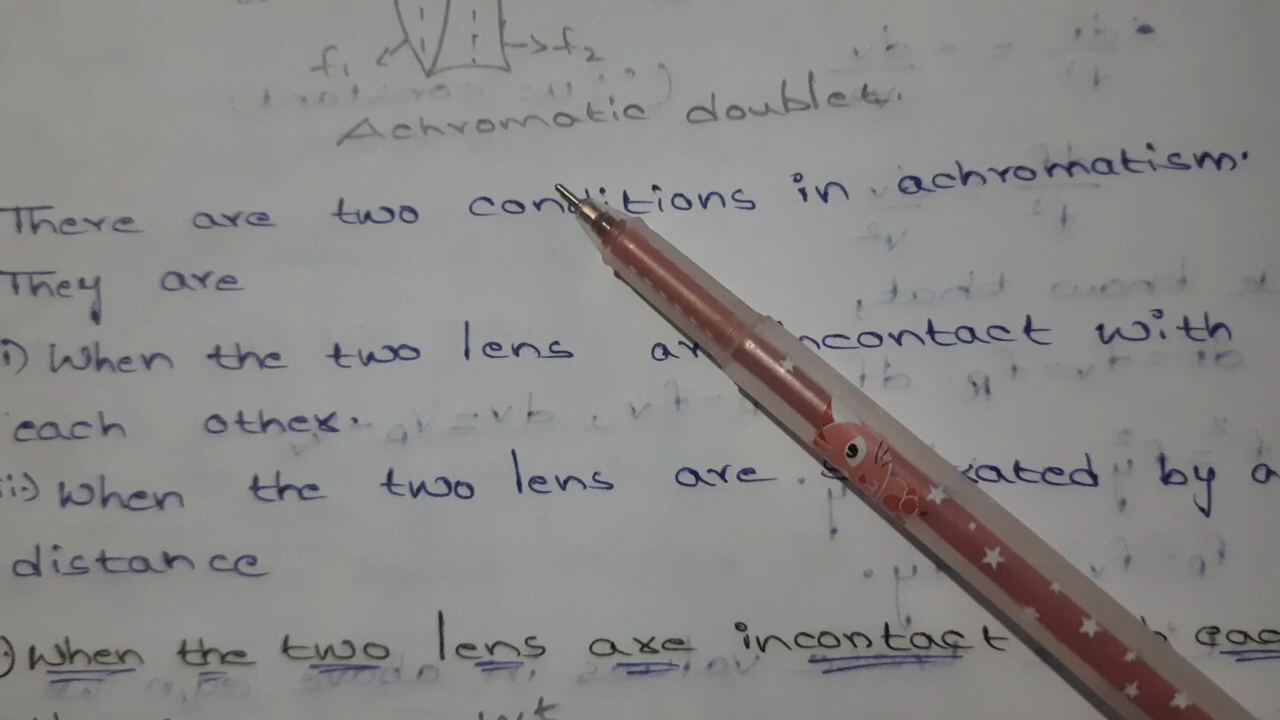 f₁ f₂
Achromatic doublet.
There are two conditions in achromatism.
They are
i) When the two lens incontact with
each other.
ii) When the two lens are by a
distance
i) When the two lens are incontact